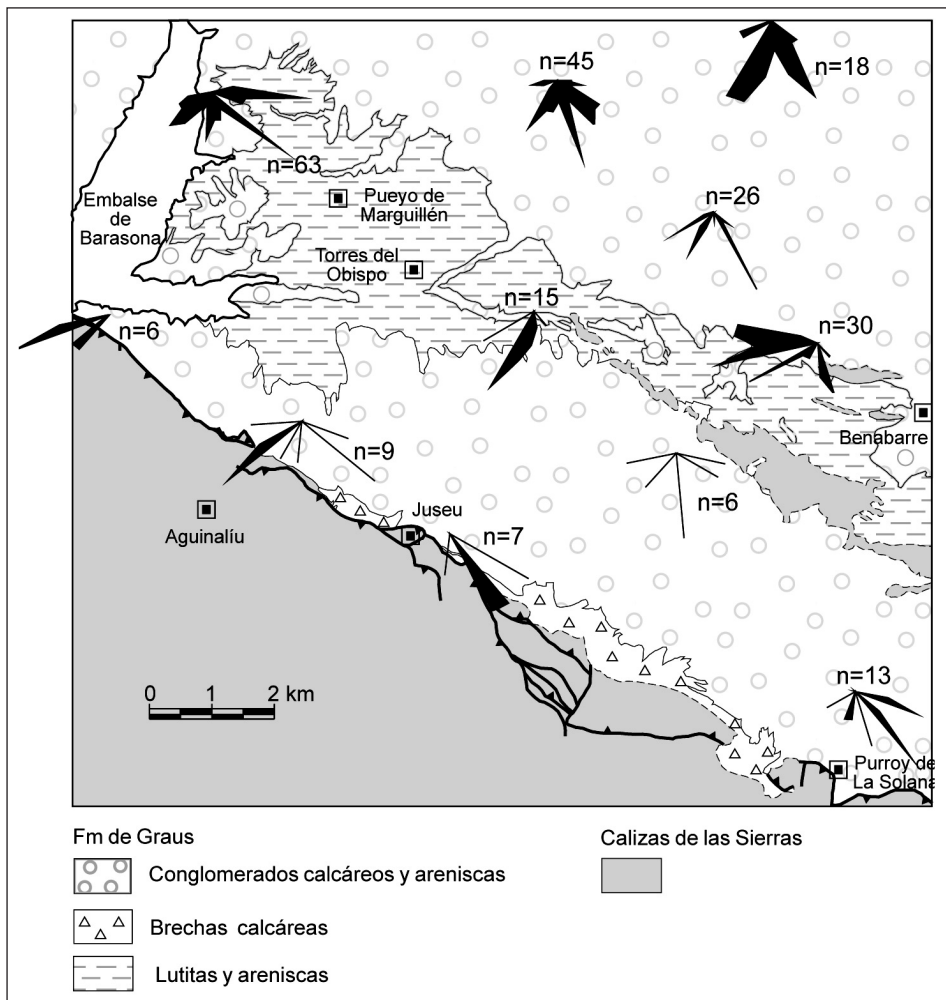 n=45
n=18
n=63
Embalse
de
Barasona
Pueyo de
Marguillén
n=26
Torres del
Obispo
n=15
n=6
n=30
n=9
Benabarre
n=6
Juseu
Aguinalíu
n=7
0 1 2 km
n=13
Purroy de
La Solana
Fm de Graus
Calizas de las Sierras
Conglomerados calcáreos y areniscas
Brechas calcáreas
Lutitas y areniscas